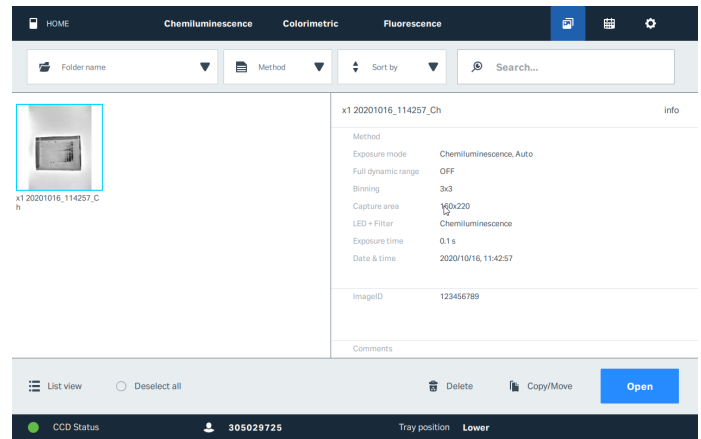 HOME Chemiluminescence Colorimetric Fluorescence
Folder name Method Sort by Search...
x1 20201016_114257_C
h
x1 20201016_114257_Ch info
Method
Exposure mode Chemiluminescence, Auto
Full dynamic range OFF
Binning 3x3
Capture area 160x220
LED + Filter Chemiluminescence
Exposure time 0.1 s
Date & time 2020/10/16, 11:42:57
ImageID 123456789
Comments
List view Deselect all Delete Copy/Move Open
CCD Status 305029725 Tray position Lower